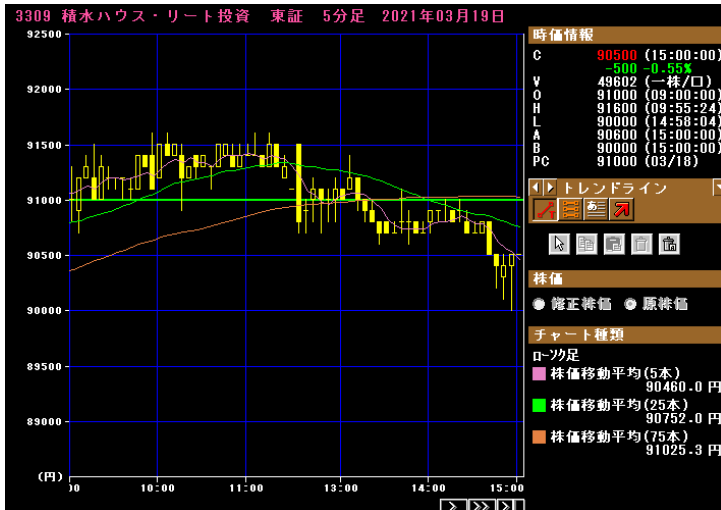 3309 積水ハウス・リート投資 東証 5分足 2021年03月19日
92500
92000
91500
91000
90500
90000
89500
89000
(円)
00 10:00 11:00 13:00 14:00 15:00
> >> >|
時価情報
C 90500 (15:00:00)
-500 -0.55%
V 49602 (一株/口)
O 91000 (09:00:00)
H 91600 (09:55:24)
L 90000 (14:58:04)
A 90600 (15:00:00)
B 90000 (15:00:00)
PC 91000 (03/18)
トレンドライン
あ
株価
修正株価 原株価
チャート種類
ローソク足
株価移動平均(5本)
90460.0 円
株価移動平均(25本)
90752.0 円
株価移動平均(75本)
91025.3 円